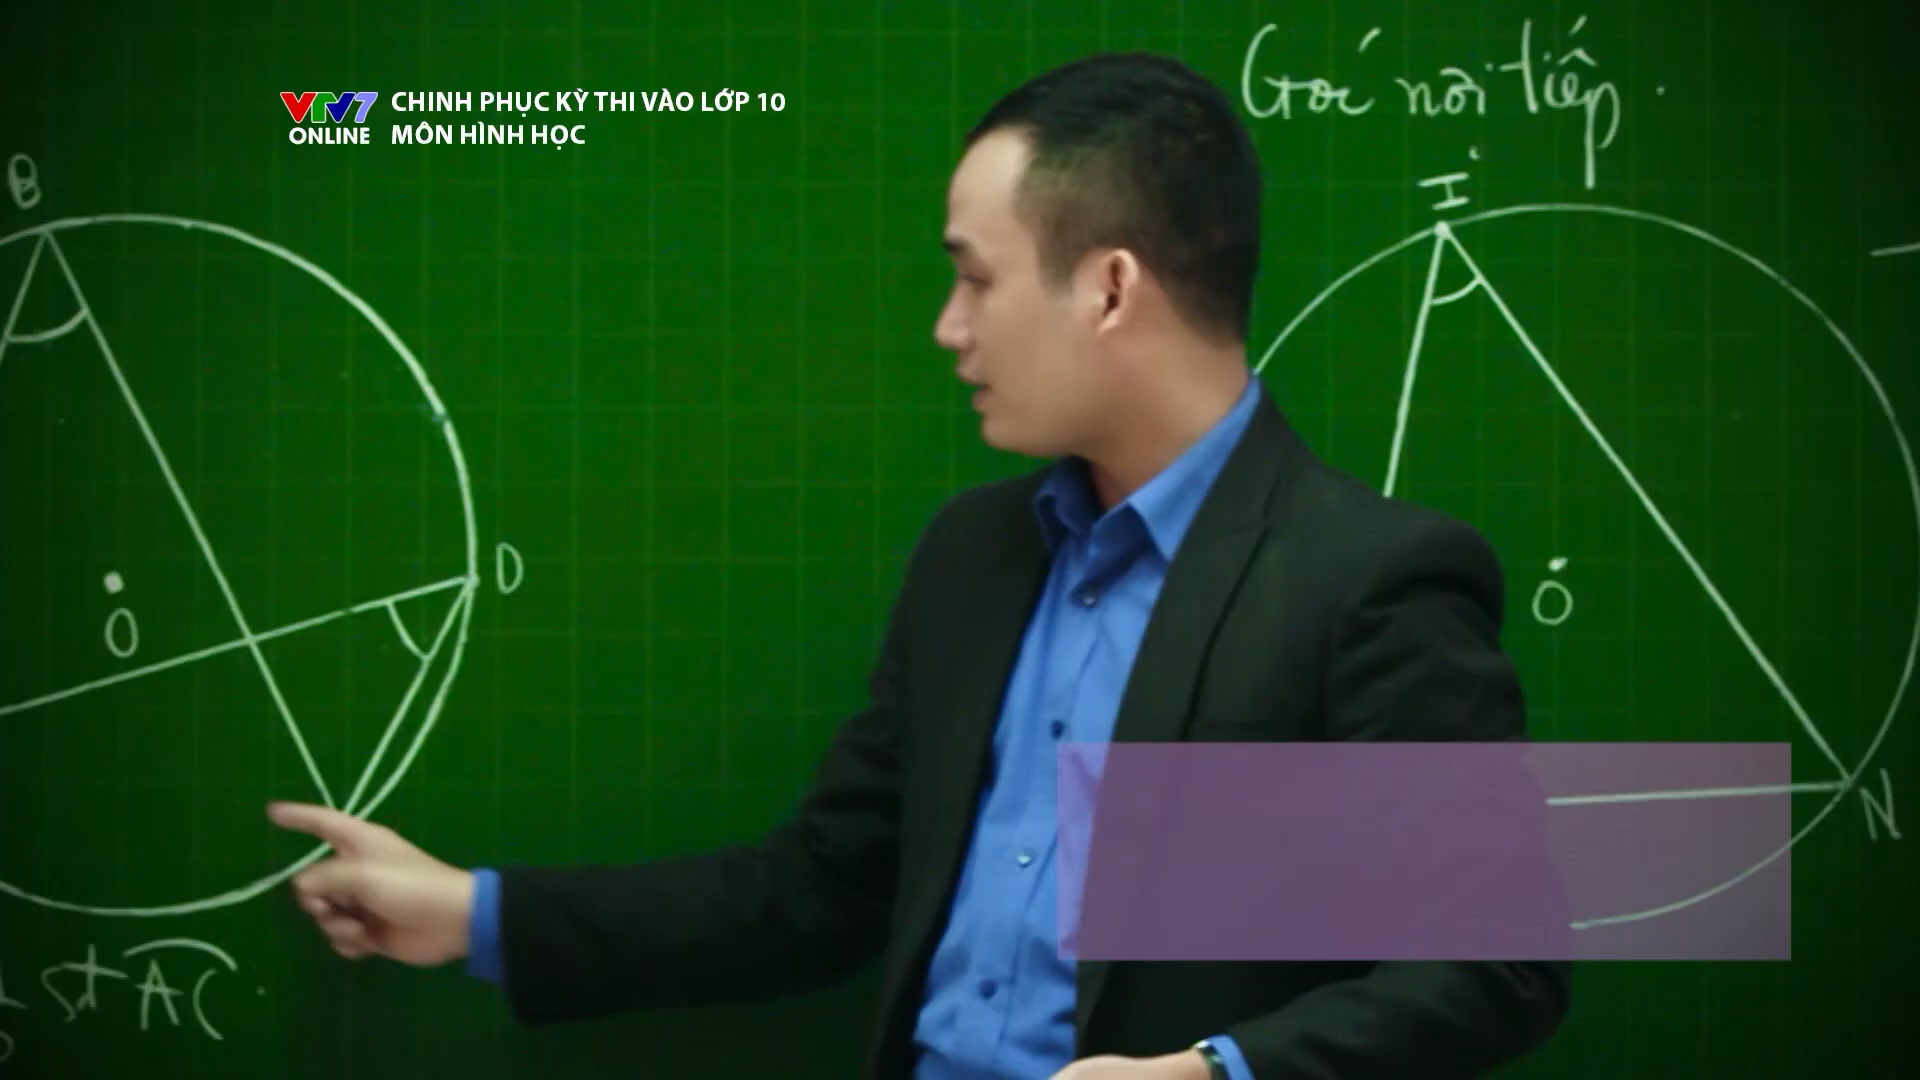 VTV7 ONLINE
CHINH PHỤC KỲ THI VÀO LỚP 10
MÔN HÌNH HỌC
Góc nội tiếp.
B
I
D
O
O
N
sđ AC